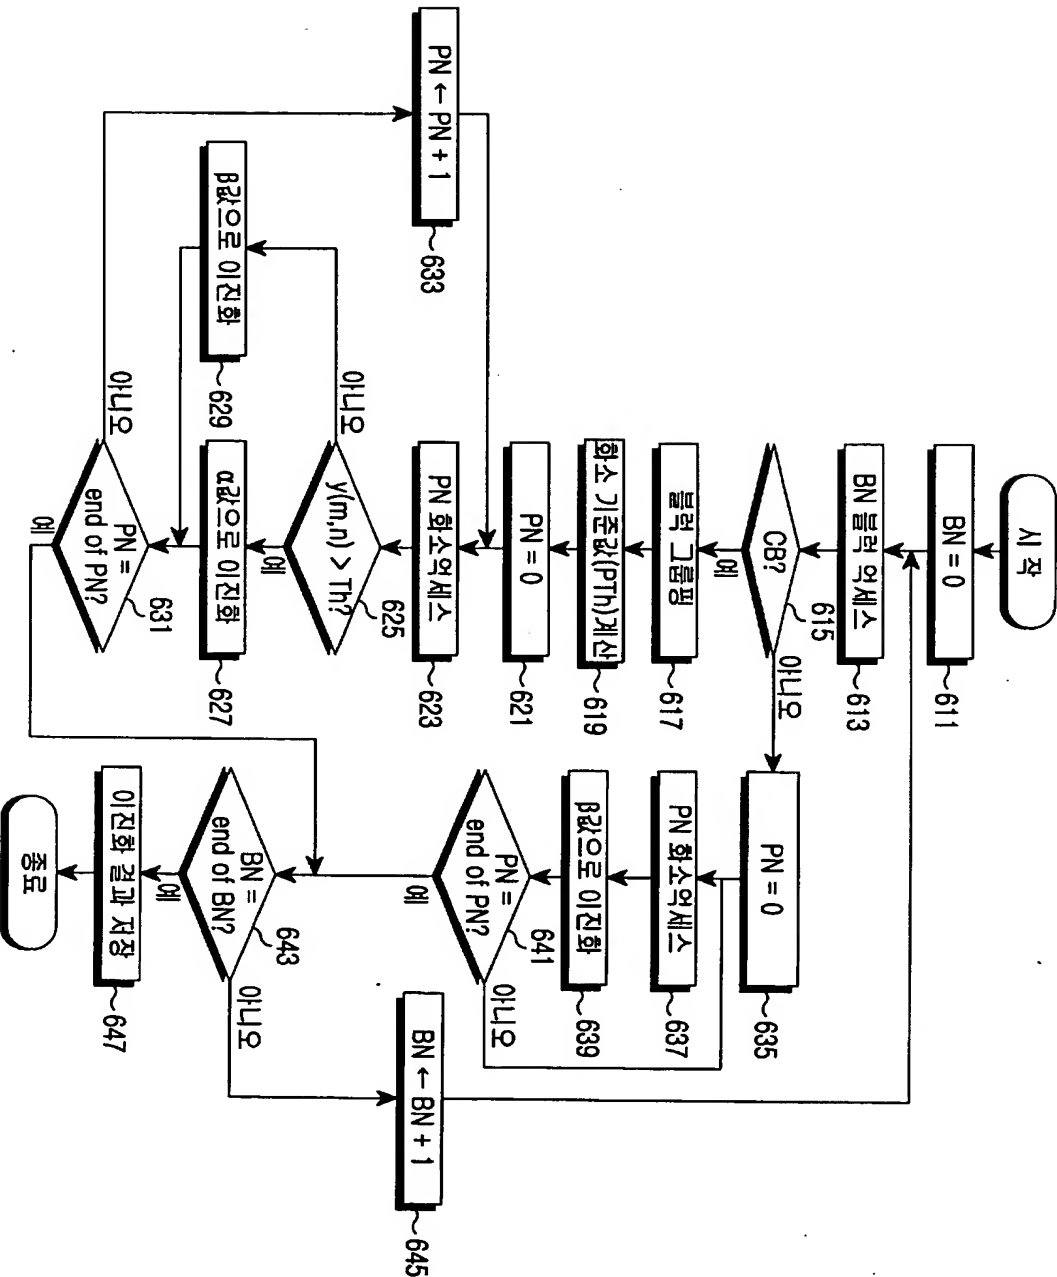 시 작
BN = 0
611
BN 블럭 억세스
613
CB?
615
예
아니오
블럭 그룹핑
617
화소 기준값(PTh)계산
619
PN = 0
621
PN 화소억세스
623
y(m,n) > Th?
625
예
아니오
α값으로 이진화
627
β값으로 이진화
629
PN =
end of PN?
631
예
아니오
PN ← PN + 1
633
PN = 0
635
PN 화소억세스
637
β값으로 이진화
639
PN =
end of PN?
641
예
아니오
BN =
end of BN?
643
예
아니오
BN ← BN + 1
645
이진화 결과 저장
647
종료